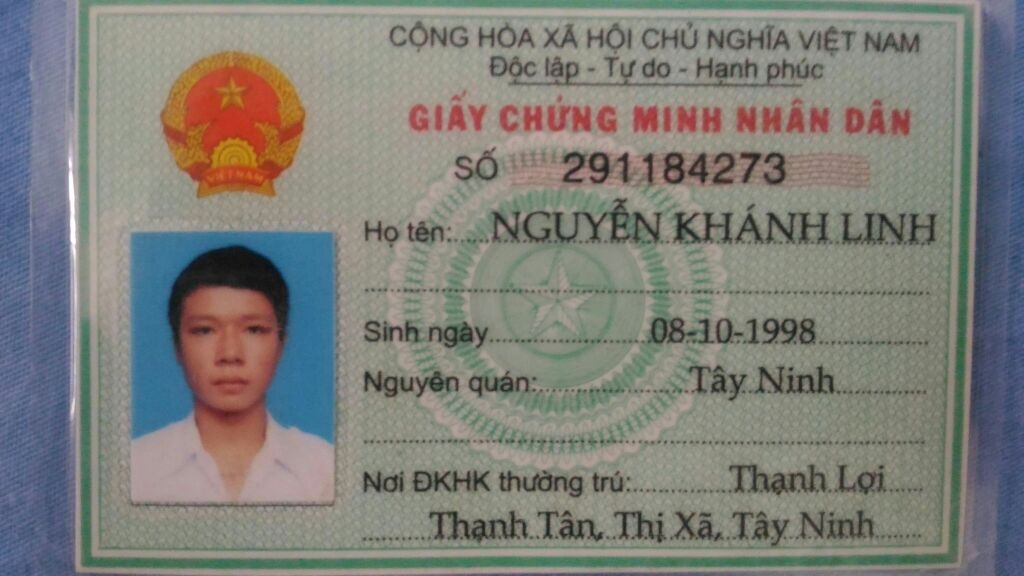 CỘNG HÒA XÃ HỘI CHỦ NGHĨA VIỆT NAM
Độc lập - Tự do - Hạnh phúc
GIẤY CHỨNG MINH NHÂN DÂN
SỐ 291184273
VIỆT NAM
Họ tên: NGUYỄN KHÁNH LINH
Sinh ngày 08-10-1998
Nguyên quán: Tây Ninh
Nơi ĐKHK thường trú: Thạnh Lợi
Thạnh Tân, Thị Xã, Tây Ninh